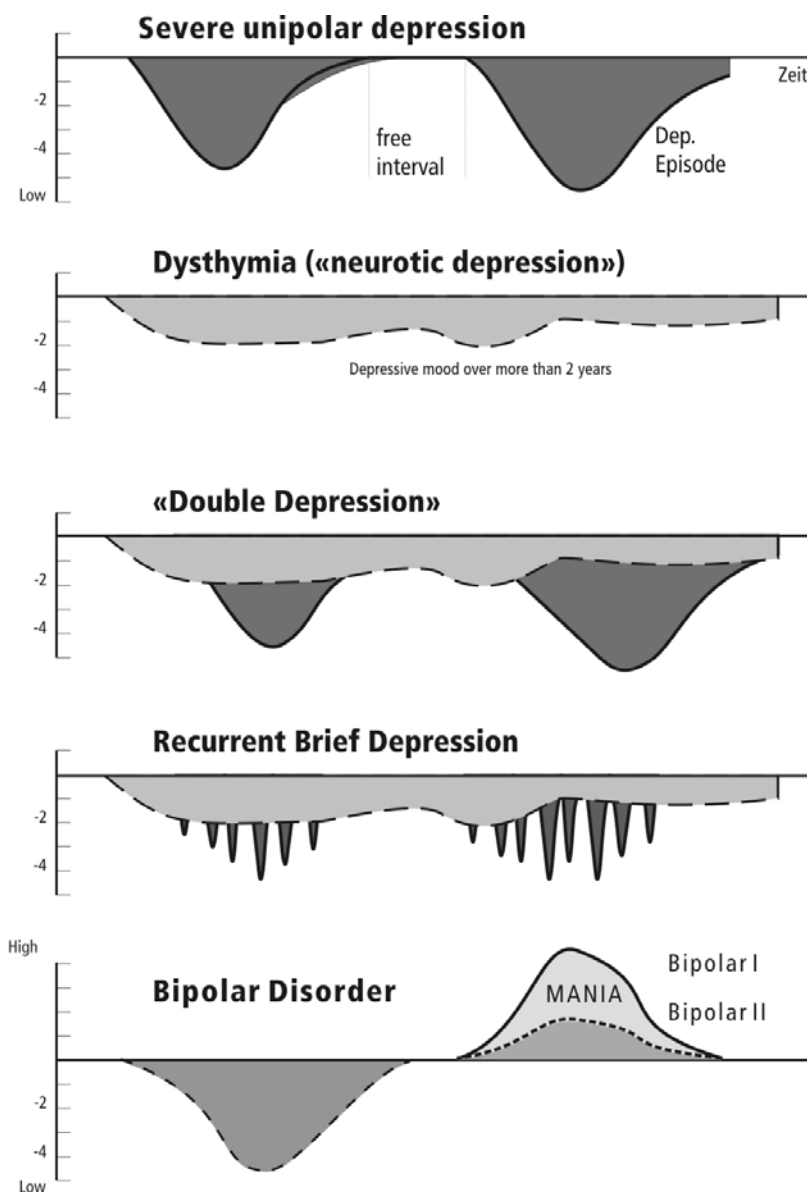 Severe unipolar depression
Zeit
-2
free
interval
Dep.
Episode
-4
Low
Dysthymia («neurotic depression»)
-2
Depressive mood over more than 2 years
-4
«Double Depression»
-2
-4
Recurrent Brief Depression
-2
-4
High
Bipolar I
Bipolar Disorder
MANIA
Bipolar II
-2
-4
Low